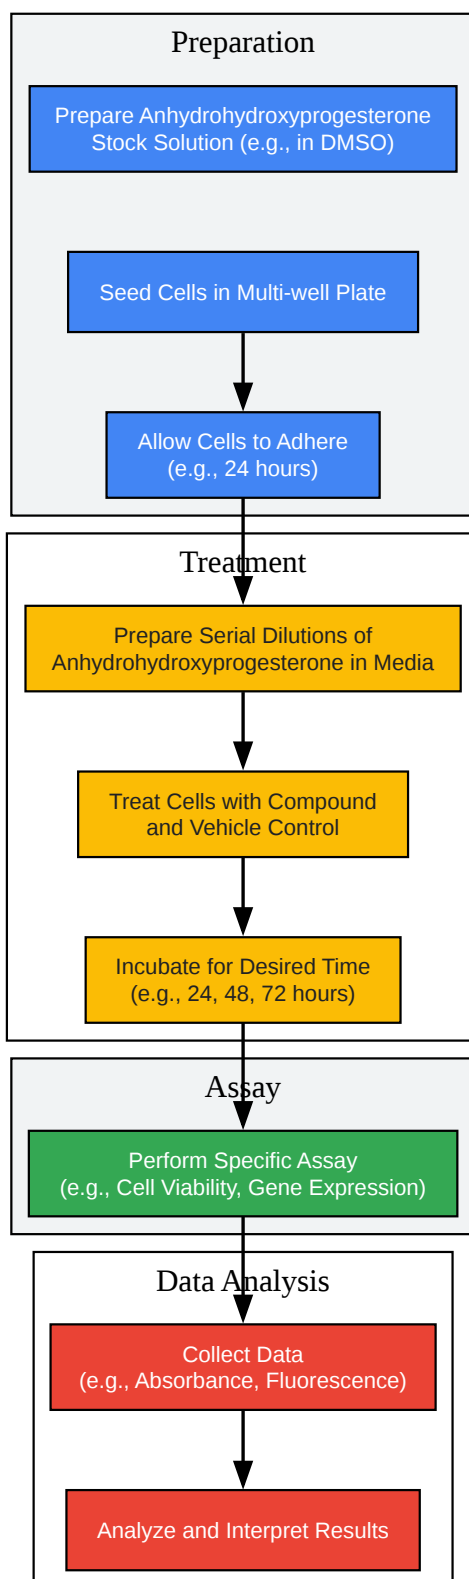 Preparation
Prepare Anhydrohydroxyprogesterone
Stock Solution (e.g., in DMSO)
Seed Cells in Multi-well Plate
Allow Cells to Adhere
(e.g., 24 hours)
Treatment
Prepare Serial Dilutions of
Anhydrohydroxyprogesterone in Media
Treat Cells with Compound
and Vehicle Control
Incubate for Desired Time
(e.g., 24, 48, 72 hours)
Assay
Perform Specific Assay
(e.g., Cell Viability, Gene Expression)
Data Analysis
Collect Data
(e.g., Absorbance, Fluorescence)
Analyze and Interpret Results